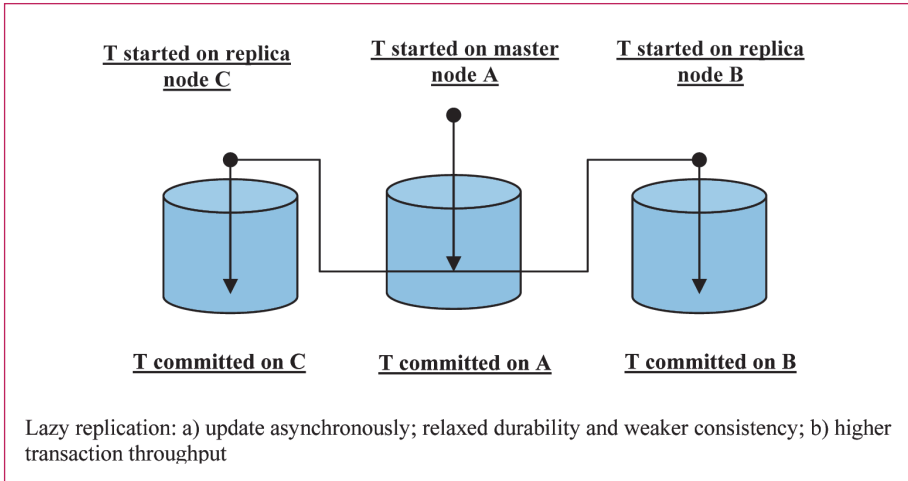 T started on replica
node C
T started on master
node A
T started on replica
node B
T committed on C
T committed on A
T committed on B
Lazy replication: a) update asynchronously; relaxed durability and weaker consistency; b) higher
transaction throughput